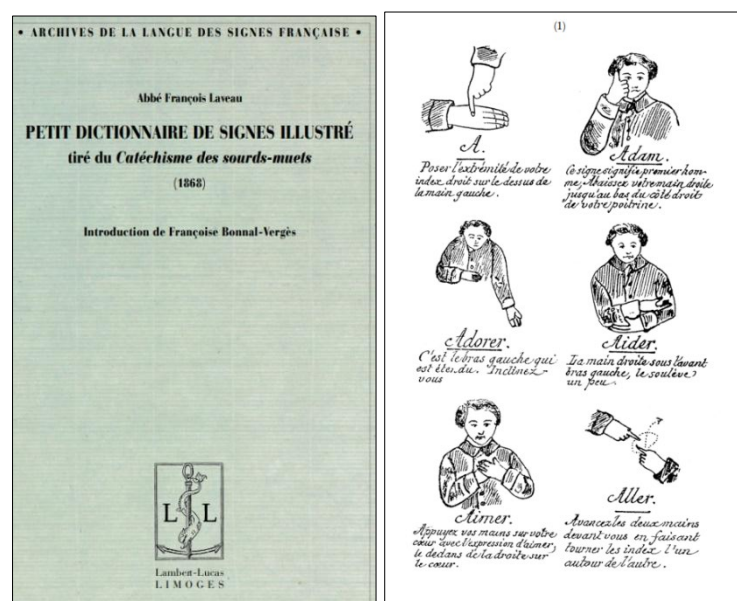 • ARCHIVES DE LA LANGUE DES SIGNES FRANÇAISE •
Abbé François Laveau
PETIT DICTIONNAIRE DE SIGNES ILLUSTRÉ
tiré du Catéchisme des sourds-muets
(1868)
Introduction de Françoise Bonnal-Vergès
L L
Lambert-Lucas
LIMOGES
(1)
A.
Poser l'extrémité de votre
index droit sur le dessus de
la main gauche.
Adam.
Ce signe signifie premier hom-
me; Abaissez votre main droite
jusqu'au bas du côté droit
de votre poitrine.
Adorer.
C'est le bras gauche qui
est étendu. Inclinez-
vous
Aider.
La main droite sous l'avant
bras gauche, le soulève
un peu.
Aimer.
Appuyez vos mains sur votre
cœur avec l'expression d'aimer,
le dedans de la droite sur
le cœur.
Aller.
Avancez les deux mains
devant vous en faisant
tourner les index l'un
autour de l'autre.